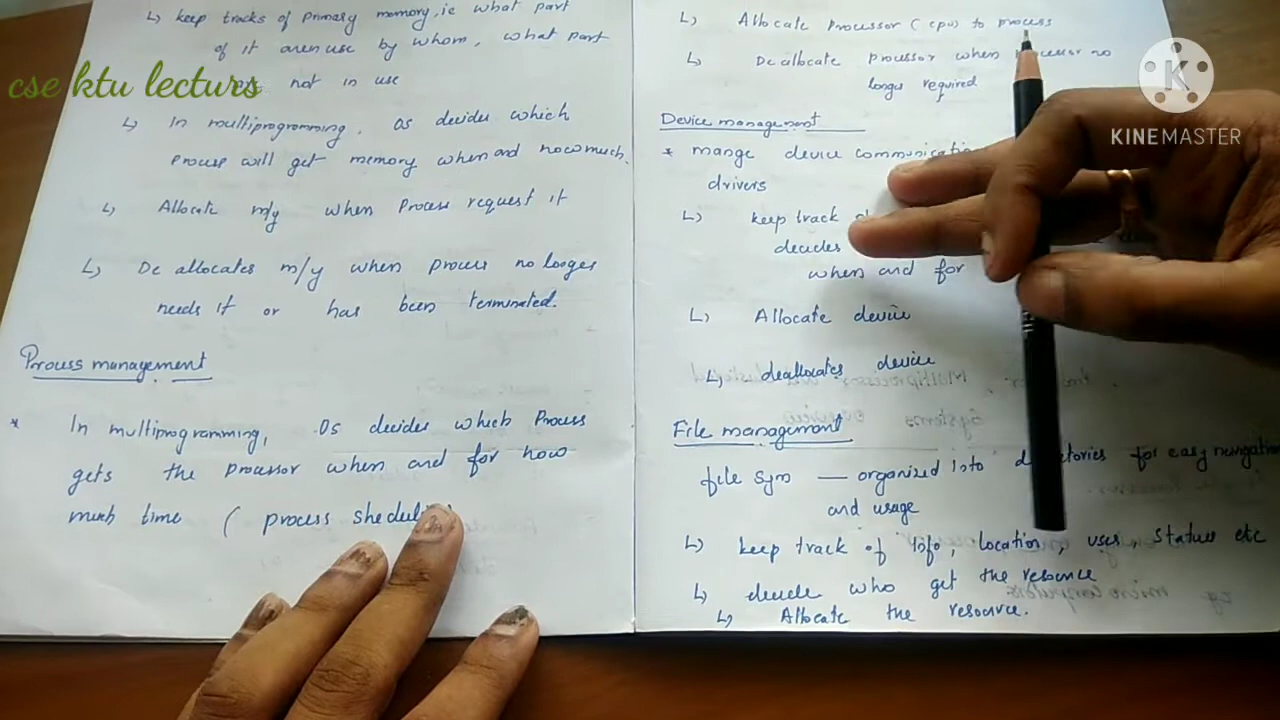 ↳ keep tracks of primary memory, ie what part
of it are in use by whom, what part
are not in use
cse ktu lecturs
↳ In multiprogramming, os decides which
process will get memory when and how much.
↳ Allocate m/y when Process request it
↳ De allocates m/y when process no longer
needs it or has been terminated.
Process management
* In multiprogramming, Os decides which Process
gets the processor when and for how
much time ( process
↳ Allocate Processor (cpu) to process
↳ De allocate processor when processor no
longer required
Device management
* mange device
drivers
↳ keep track
decides
when and for
↳ Allocate device
↳ deallocates device
File management
file sym — organized into for easy navigation
and usage
↳ keep track of info, location, uses, status etc
↳ decide who get the resource
↳ Allocate the resource.
K
KINEMASTER